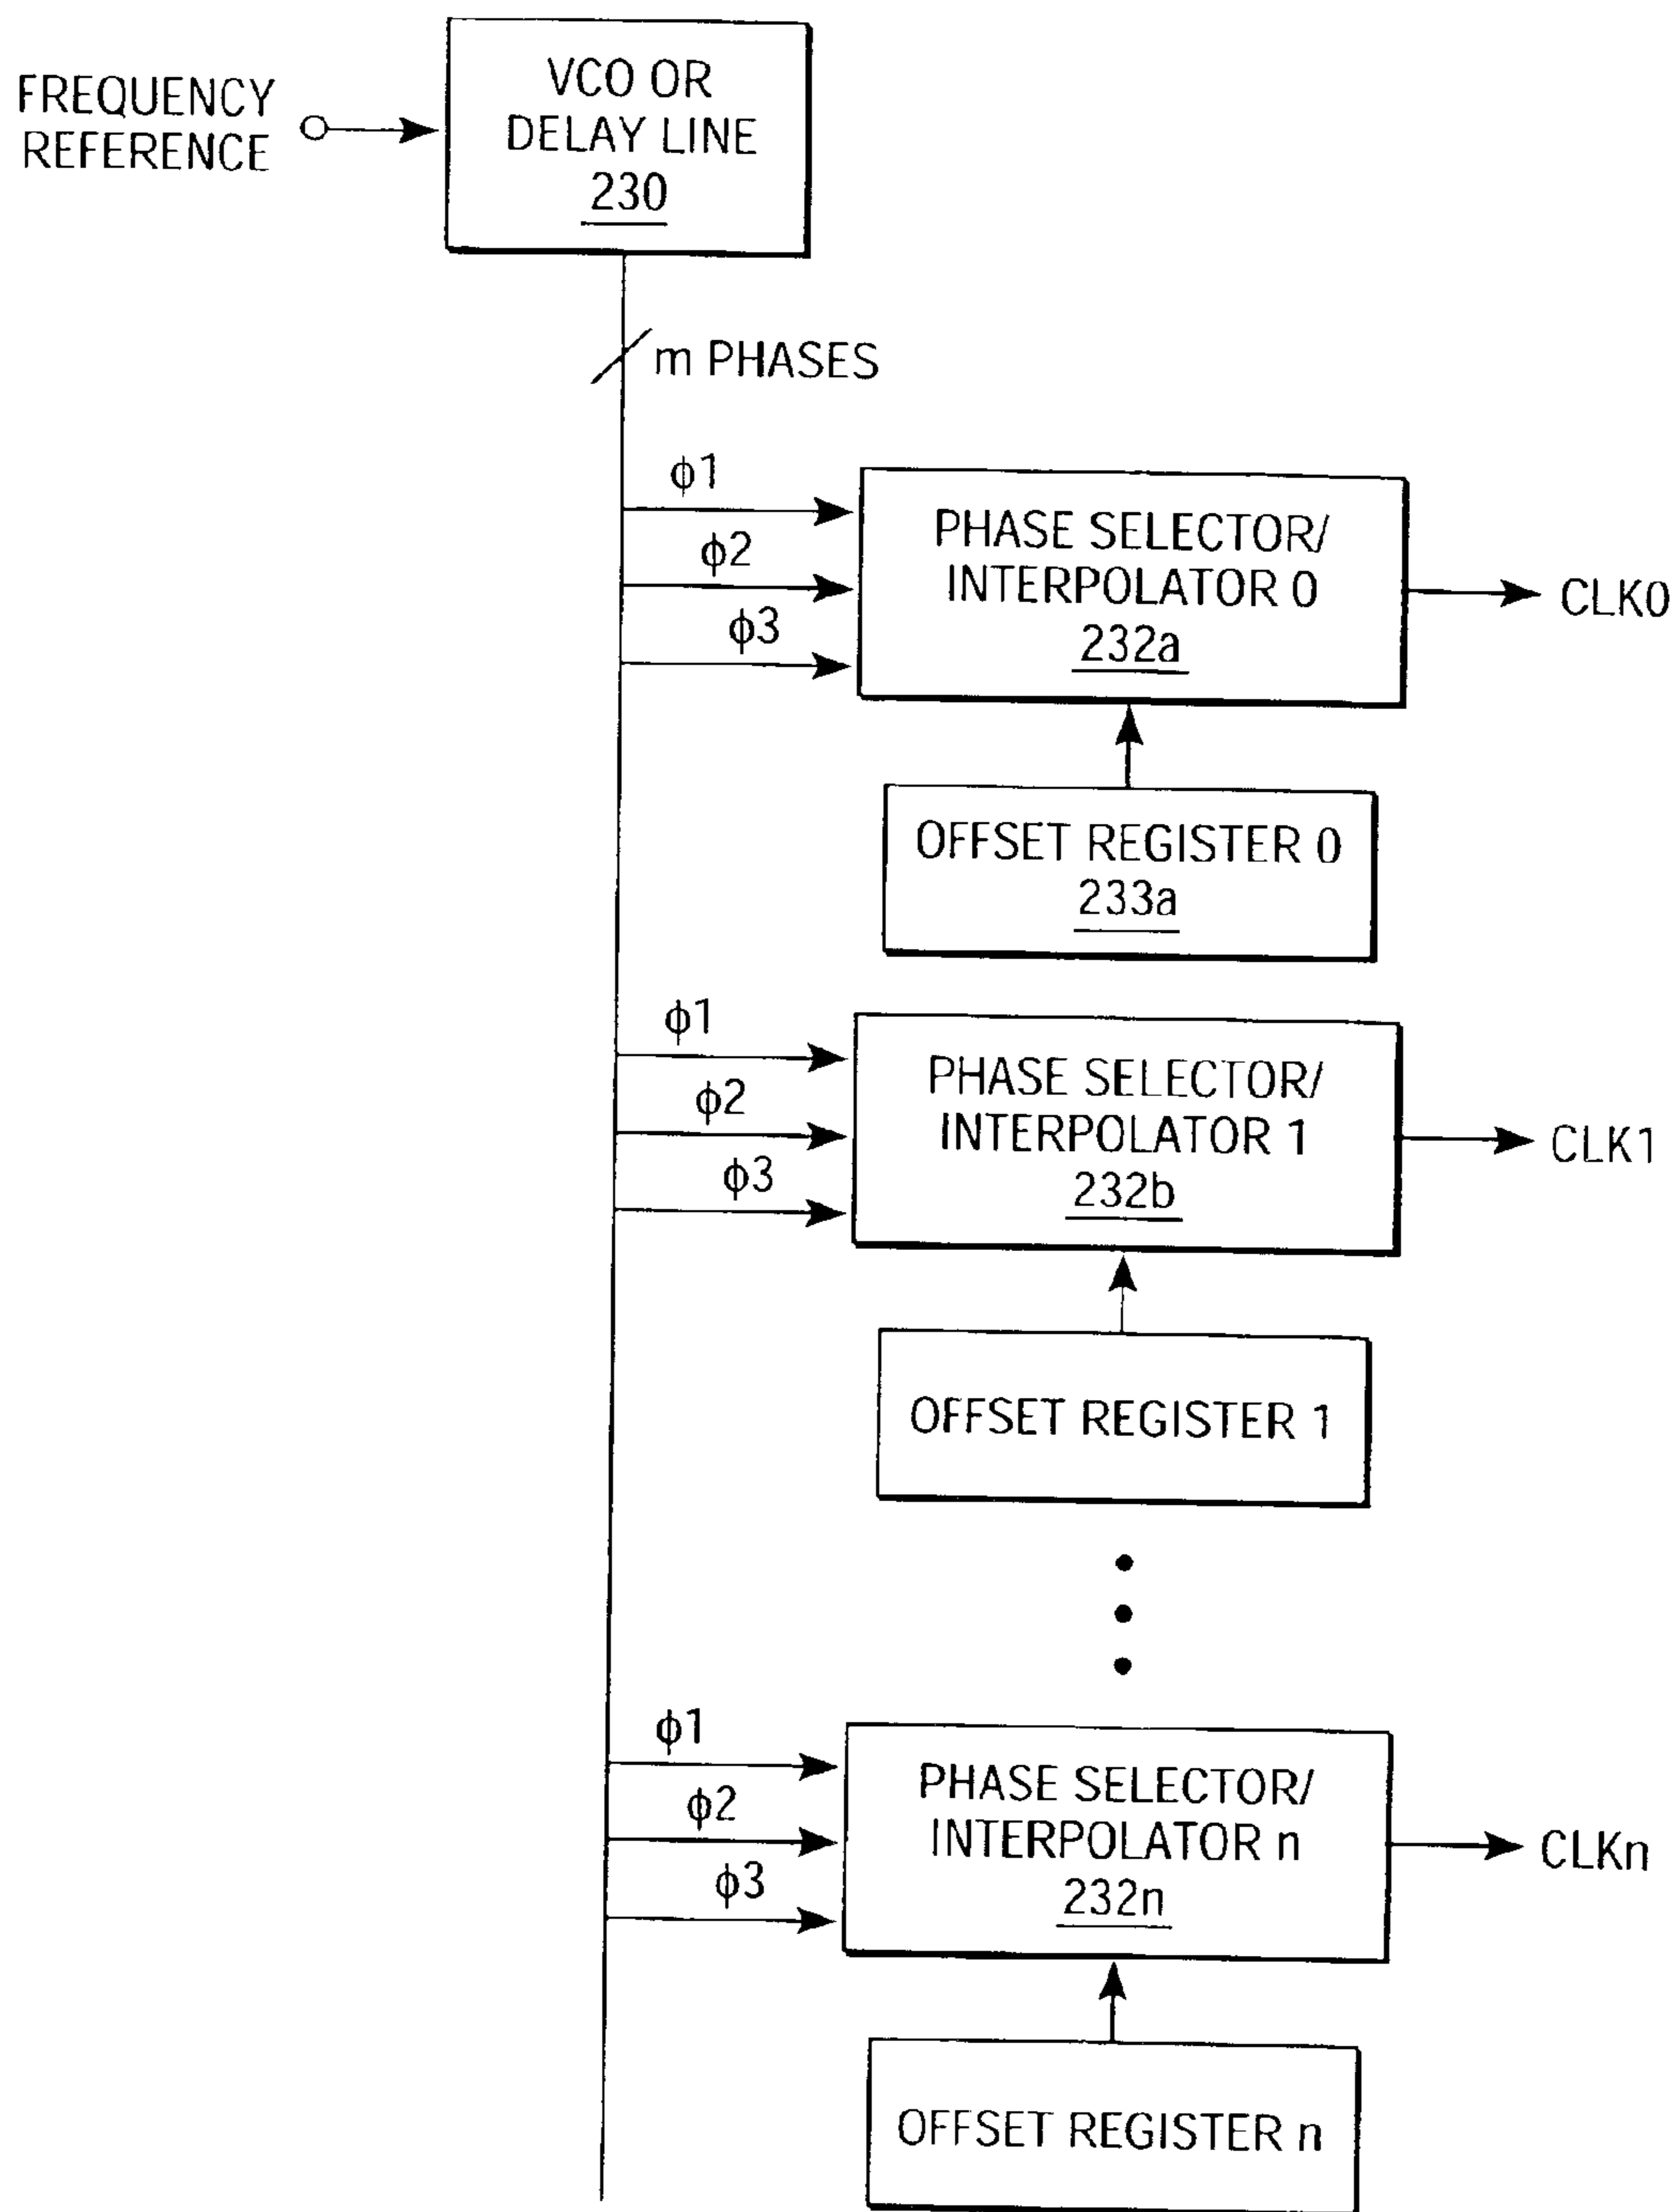 FREQUENCY
REFERENCE
VCO OR
DELAY LINE
230
m PHASES
ϕ1
ϕ2
ϕ3
PHASE SELECTOR/
INTERPOLATOR 0
232a
CLK0
OFFSET REGISTER 0
233a
ϕ1
ϕ2
ϕ3
PHASE SELECTOR/
INTERPOLATOR 1
232b
CLK1
OFFSET REGISTER 1
ϕ1
ϕ2
ϕ3
PHASE SELECTOR/
INTERPOLATOR n
232n
CLKn
OFFSET REGISTER n